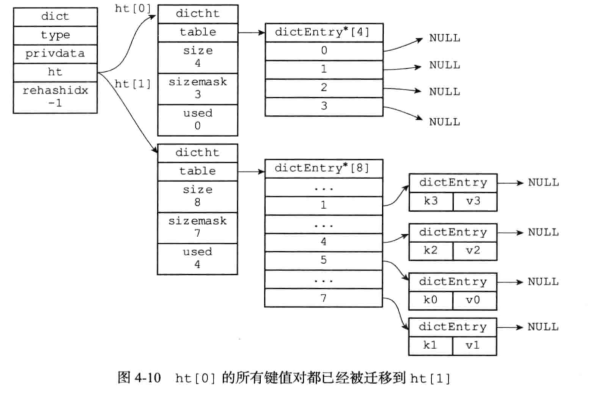 dict
type
privdata
ht
rehashidx
-1
ht[0]
ht[1]
dictht
table
size
4
sizemask
3
used
0
dictEntry*[4]
0
1
2
3
NULL
NULL
NULL
NULL
dictht
table
size
8
sizemask
7
used
4
dictEntry*[8]
...
1
...
4
5
...
7
dictEntry
k3 v3
NULL
dictEntry
k2 v2
NULL
dictEntry
k0 v0
NULL
dictEntry
k1 v1
NULL
图 4-10 ht[0] 的所有键值对都已经被迁移到 ht[1]